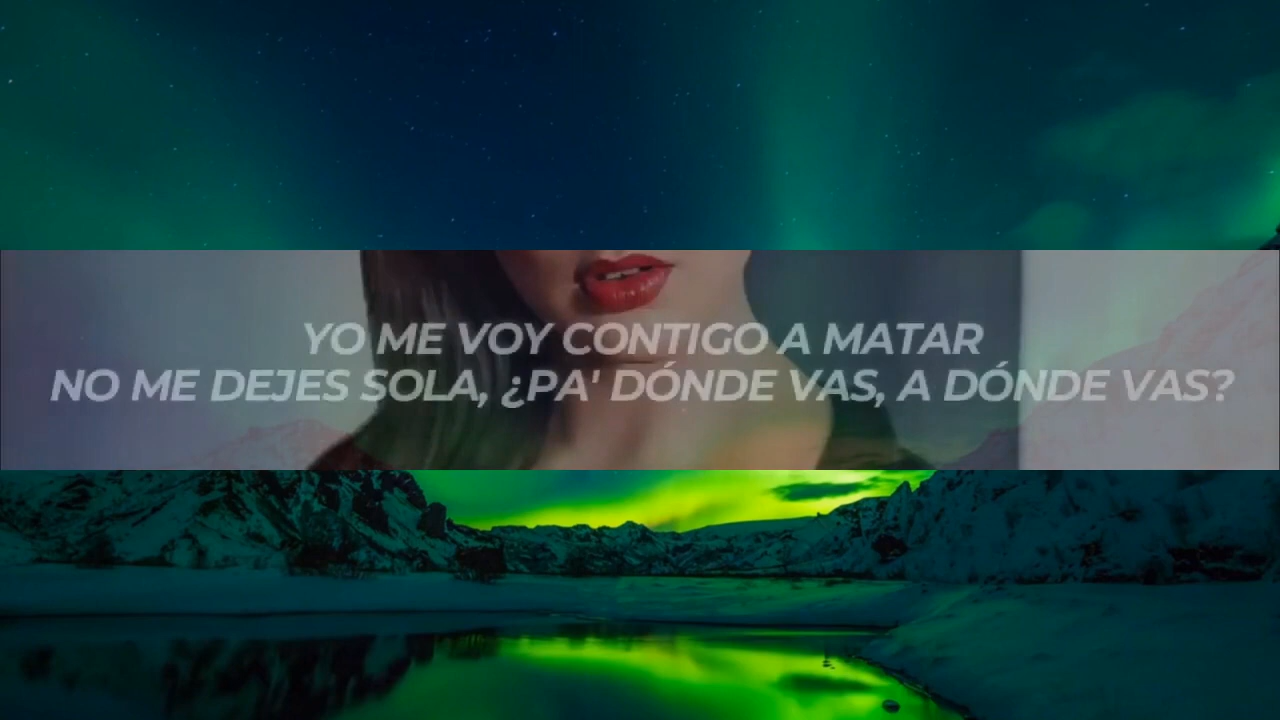 YO ME VOY CONTIGO A MATAR
NO ME DEJES SOLA, ¿PA' DÓNDE VAS, A DÓNDE VAS?